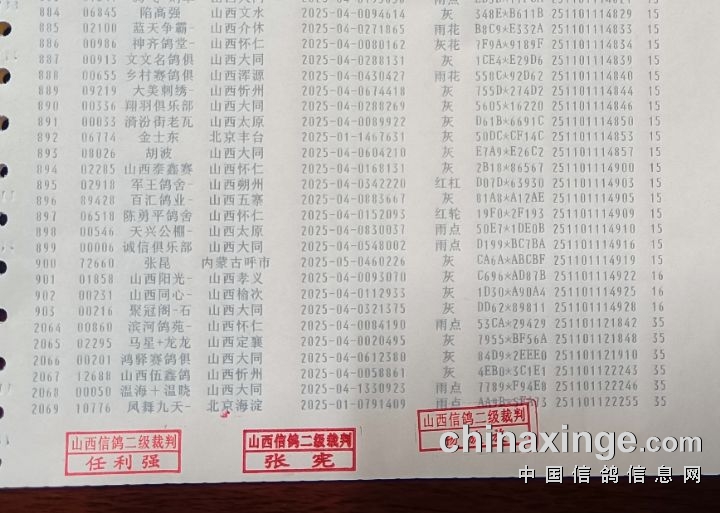 884 06845 陷高强 山西文水 2025-04-0094614 灰 348E*B611B 251101114829 15
885 02100 蓝天争霸- 山西介休 2025-04-0271865 雨花 B8C9*E332A 251101114833 15
886 00986 神齐鸽堂- 山西怀仁 2025-04-0080162 灰花 7F9A*9189F 251101114834 15
887 00913 文文名鸽俱 山西大同 2025-04-0288131 灰 1CE4*E29D6 251101114839 15
888 00655 乡村赛鸽俱 山西浑源 2025-04-0430427 雨花 558C*92D62 251101114840 15
889 09219 大美刺绣- 山西忻州 2025-04-0674418 灰 755D*274D2 251101114844 15
890 00336 翔羽俱乐部 山西大同 2025-04-0288269 灰 5605*16220 251101114846 15
891 00033 漪汾街老瓦 山西太原 2025-04-0089922 灰 D61B*6691C 251101114847 15
892 06774 金士东 北京丰台 2025-01-1467631 灰 50DC*CF14C 251101114853 15
893 08026 胡波 山西大同 2025-04-0604210 灰 E7A9*E26C2 251101114857 15
894 02285 山西泰鑫赛 山西怀仁 2025-04-0168131 灰 2B18*86567 251101114900 15
895 02918 军王鸽舍- 山西朔州 2025-04-0342220 红杠 D07D*63930 251101114903 15
896 09424 百汇鸽业- 山西五寨 2025-04-0883667 灰 81A8*A12AE 251101114907 15
897 06518 陈勇平鸽舍 山西怀仁 2025-04-0152093 红轮 19F0*2F193 251101114909 15
898 00546 天兴公棚- 山西太原 2025-04-0830037 雨点 50E7*1DE0B 251101114910 15
899 00006 诚信俱乐部 山西大同 2025-04-0548002 雨点 D199*BC7BA 251101114916 15
900 72660 张昆 内蒙古呼市 2025-05-0460226 灰 CA6A*ABCBF 251101114919 15
901 01858 山西阳光- 山西孝义 2025-04-0093070 灰 C696*AD87B 251101114922 16
902 00231 山西同心- 山西榆次 2025-04-0112933 灰 1D30*A90A4 251101114925 16
903 00216 聚冠阁-石 山西大同 2025-04-0321375 灰 DD62*89811 251101114928 16
2064 00860 滨河鸽苑- 山西怀仁 2025-04-0084190 雨点 53CA*29429 251101121842 35
2065 02295 马星+龙龙 山西定襄 2025-04-0020495 灰 7955*BF56A 251101121848 35
2066 00201 鸿驿赛鸽俱 山西大同 2025-04-0612380 灰 84D9*2EEE0 251101121910 35
2067 12688 山西伍鑫鸽 山西忻州 2025-04-0058861 灰 4EB0*3C1E1 251101122043 35
2068 00050 温海+温晓 山西大同 2025-04-1330923 雨点 7789*F94E8 251101122246 35
2069 10776 凤舞九天- 北京海淀 2025-01-0791409 雨点 251101122255 35
山西信鸽二级裁判
任利强
山西信鸽二级裁判
张宪
山西信鸽二级裁判
chinaxinge.com
中国信鸽信息网